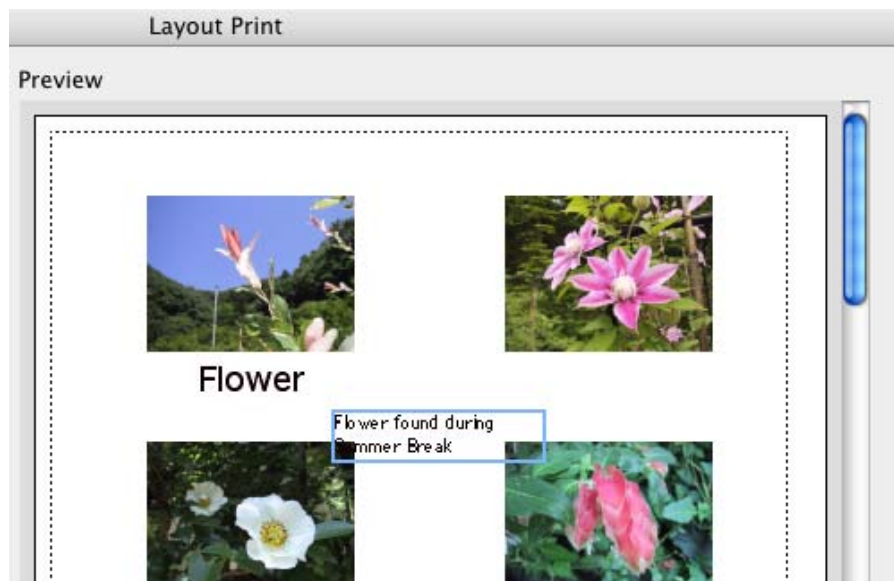 Layout Print
Preview
Flower
Flower found during
Summer Break